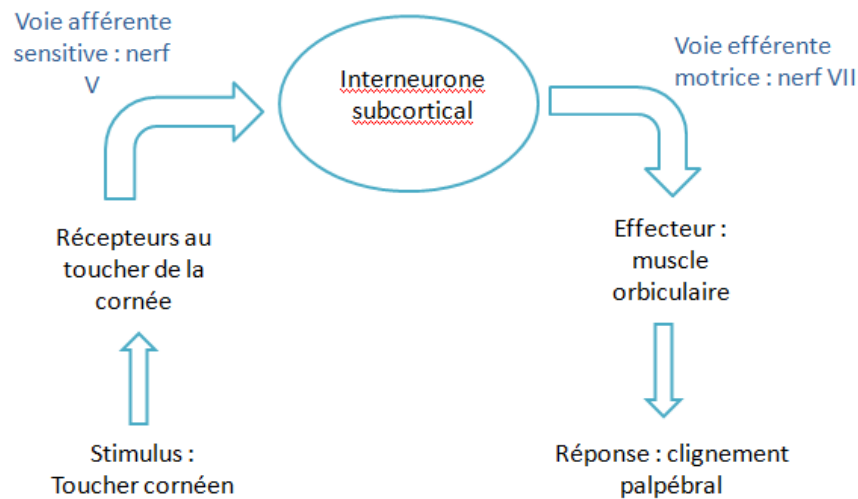 Voie afférente
sensitive : nerf
V
Interneurone
subcortical
Voie efférente
motrice : nerf VII
Récepteurs au
toucher de la
cornée
Effecteur :
muscle
orbiculaire
Stimulus :
Toucher cornéen
Réponse : clignement
palpébral